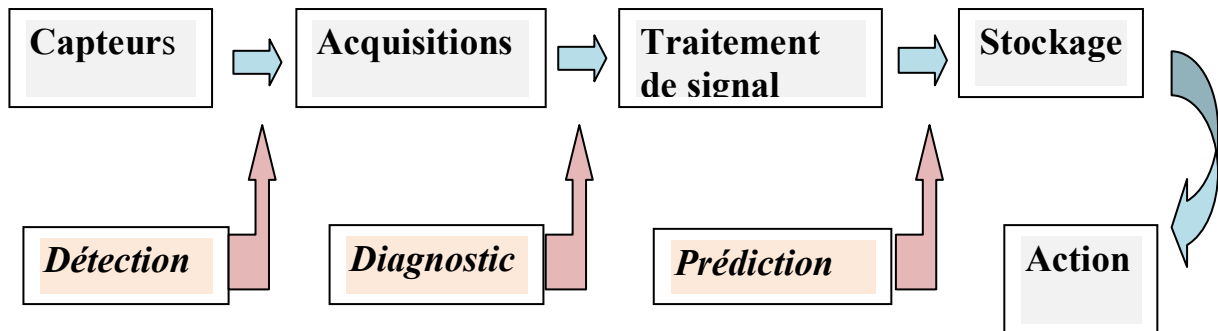 Capteurs
Acquisitions
Traitement
de signal
Stockage
Détection
Diagnostic
Prédiction
Action